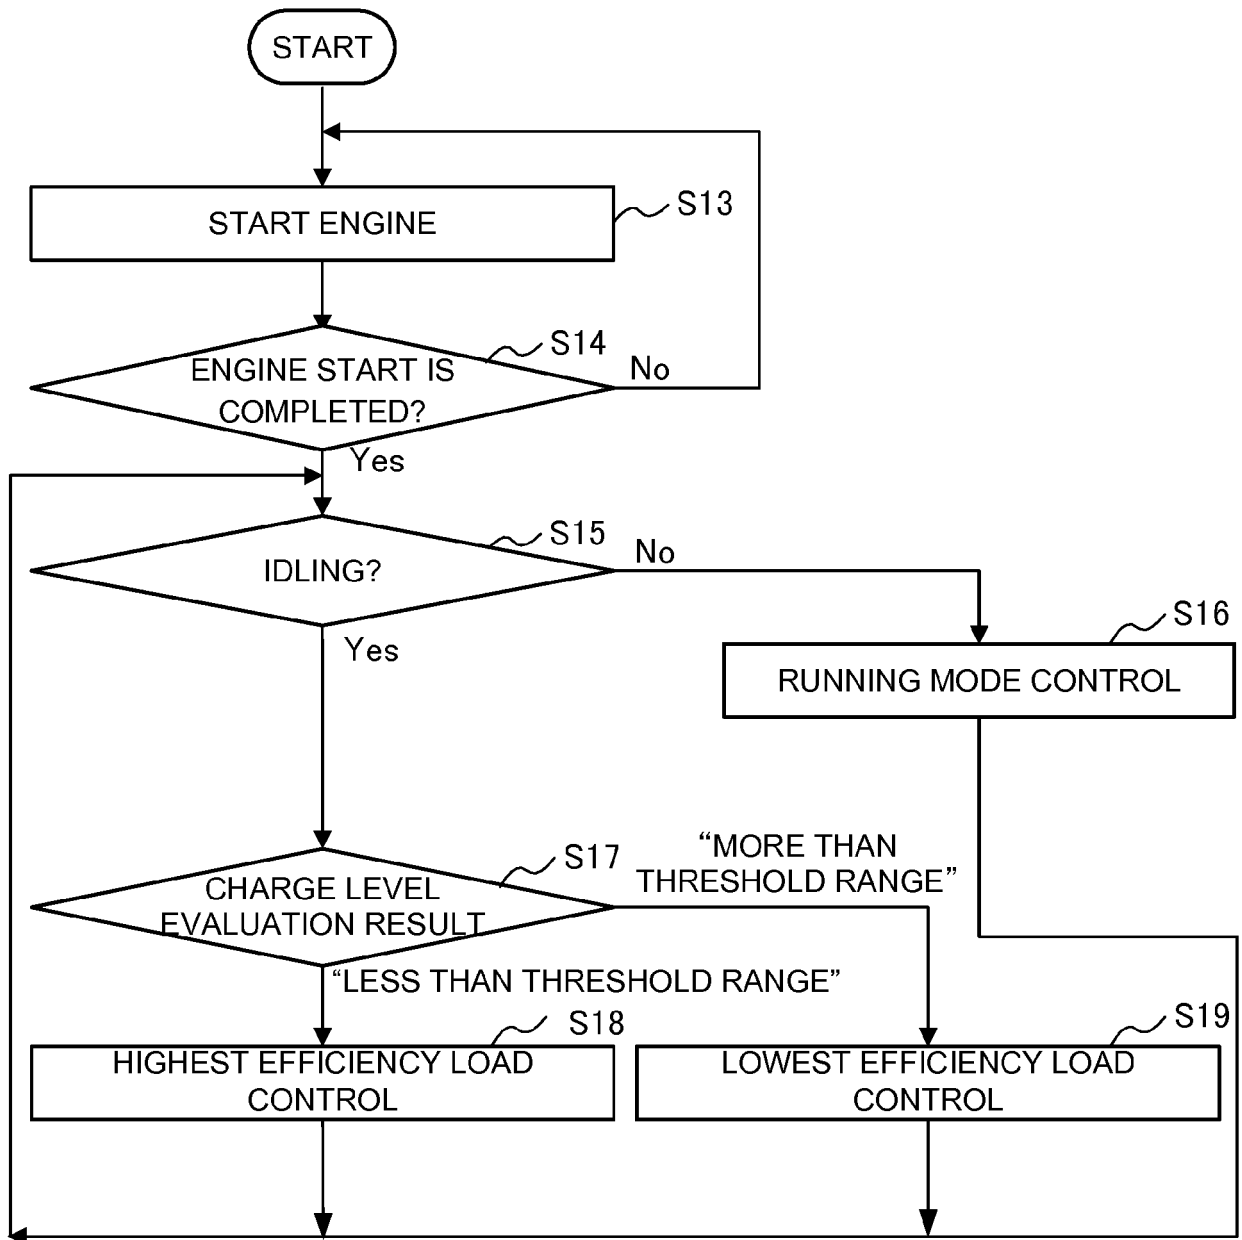 START
START ENGINE
S13
S14
ENGINE START IS
COMPLETED?
No
Yes
S15
IDLING?
No
Yes
S16
RUNNING MODE CONTROL
S17
CHARGE LEVEL
EVALUATION RESULT
“MORE THAN
THRESHOLD RANGE”
“LESS THAN THRESHOLD RANGE”
S18
HIGHEST EFFICIENCY LOAD
CONTROL
S19
LOWEST EFFICIENCY LOAD
CONTROL